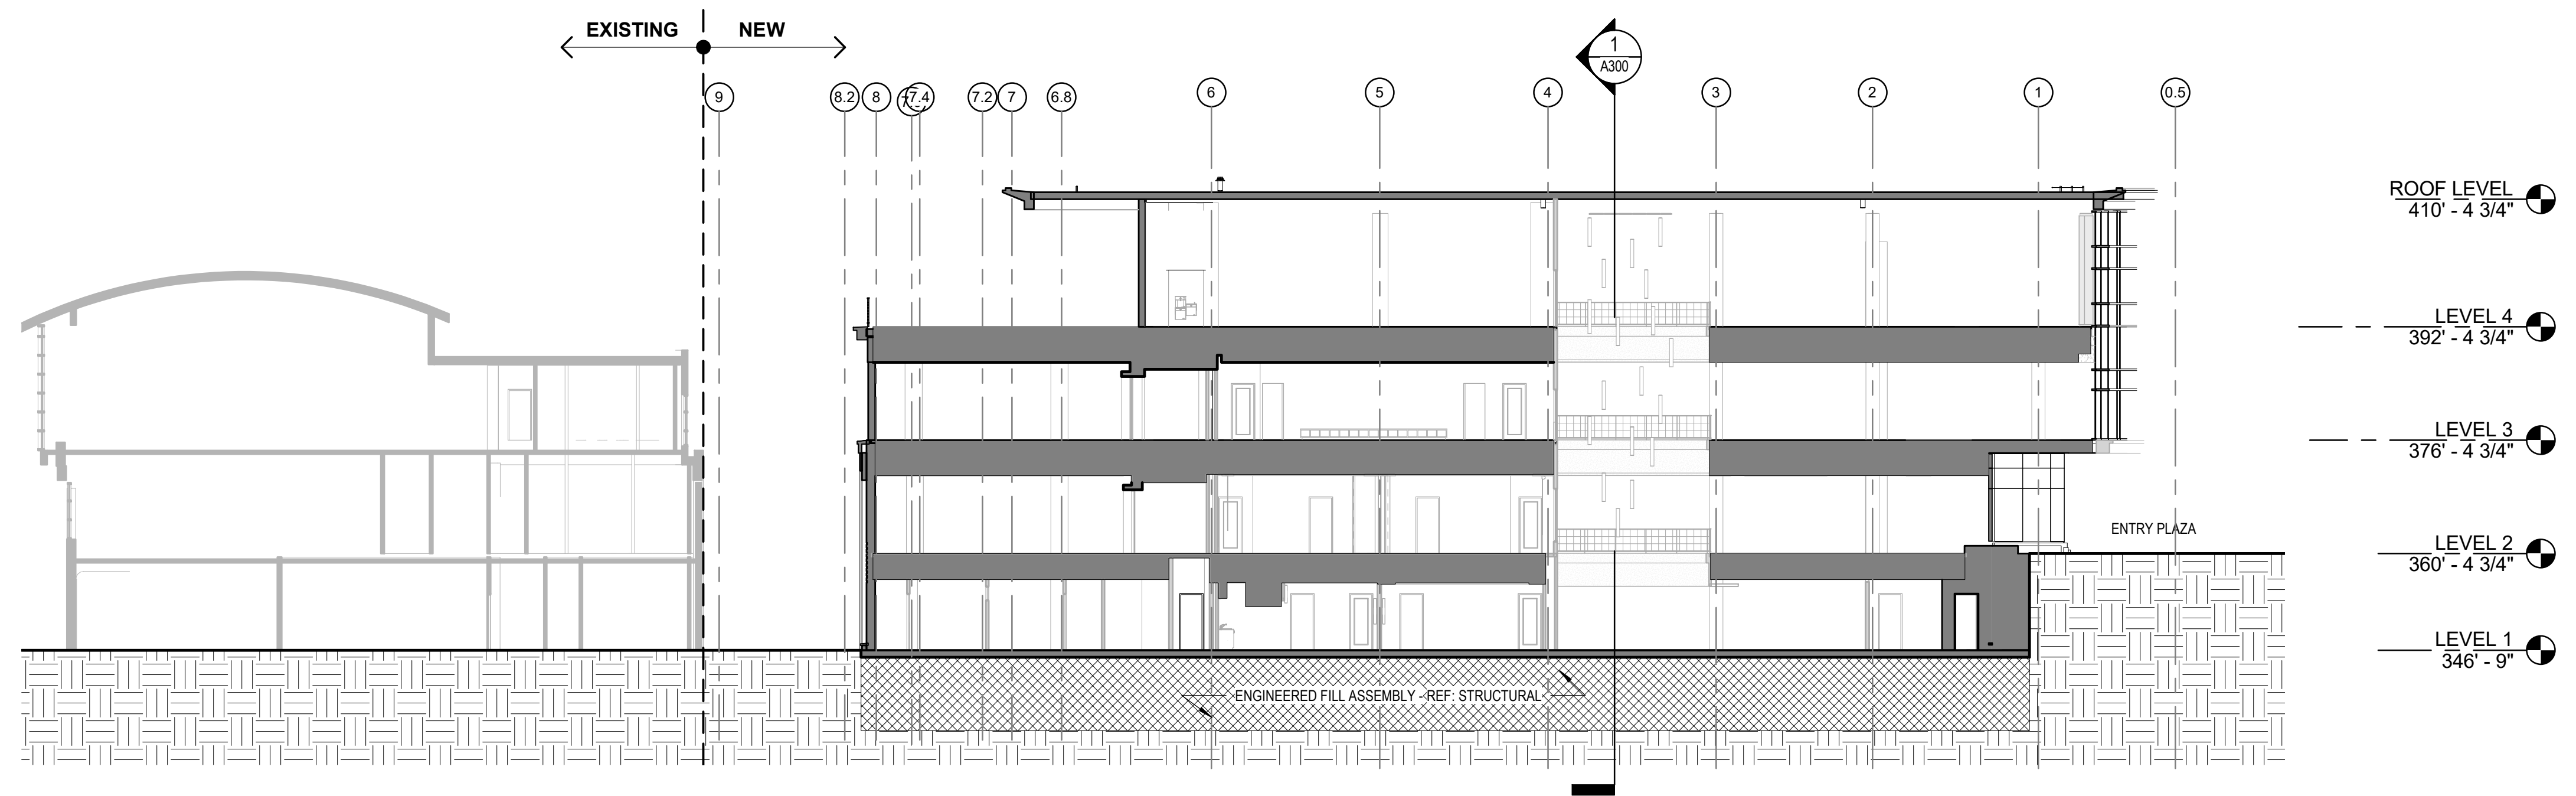 EXISTING NEW
1
A300
9 8.2 8 7.4 7.2 7 6.8 6 5 4 3 2 1 0.5
ROOF LEVEL
410' - 4 3/4"
LEVEL 4
392' - 4 3/4"
LEVEL 3
376' - 4 3/4"
ENTRY PLAZA
LEVEL 2
360' - 4 3/4"
LEVEL 1
346' - 9"
ENGINEERED FILL ASSEMBLY - REF: STRUCTURAL